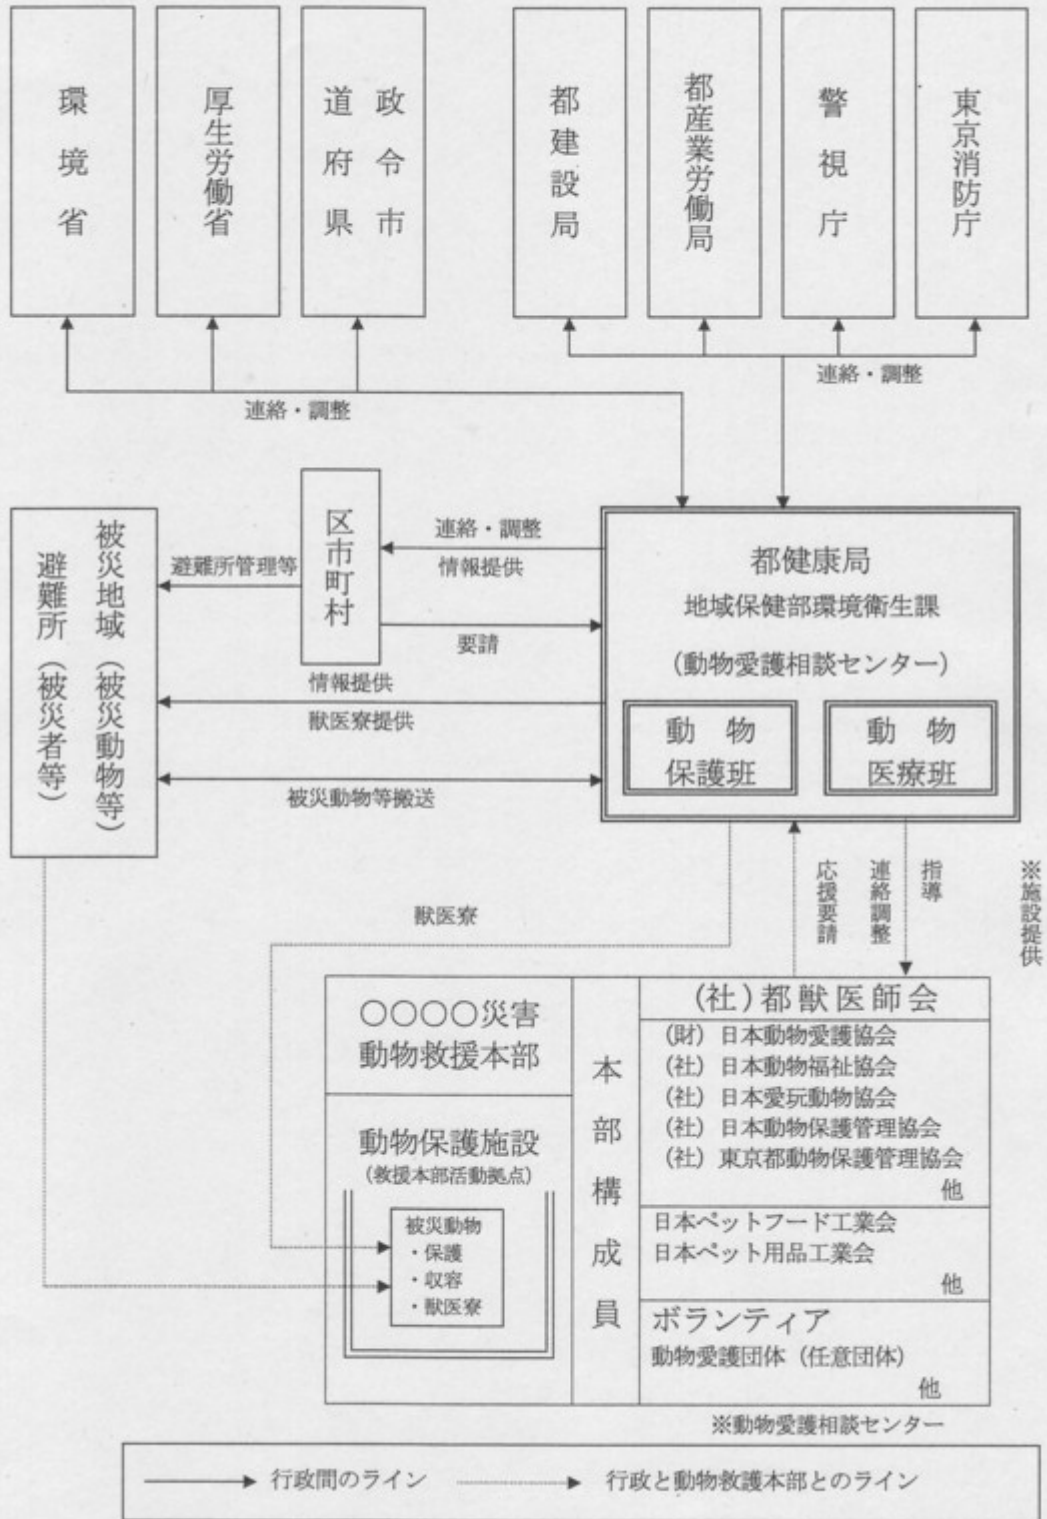 環境省
厚生労働省
政令市
道府県
都建設局
都産業労働局
警視庁
東京消防庁
連絡・調整
連絡・調整
被災地域(被災動物等)
避難所(被災者等)
避難所管理等
区市町村
連絡・調整
情報提供
要請
情報提供
獣医寮提供
被災動物等搬送
都健康局
地域保健部環境衛生課
(動物愛護相談センター)
動物
保護班
動物
医療班
獣医寮
応援要請
連絡調整
指導
※施設提供
〇〇〇〇災害
動物救援本部
動物保護施設
(救援本部活動拠点)
被災動物
・保護
・収容
・獣医寮
本部構成員
(社)都獣医師会
(財)日本動物愛護協会
(社)日本動物福祉協会
(社)日本愛玩動物協会
(社)日本動物保護管理協会
(社)東京都動物保護管理協会
他
日本ペットフード工業会
日本ペット用品工業会
他
ボランティア
動物愛護団体(任意団体)
他
※動物愛護相談センター
行政間のライン
行政と動物救護本部とのライン